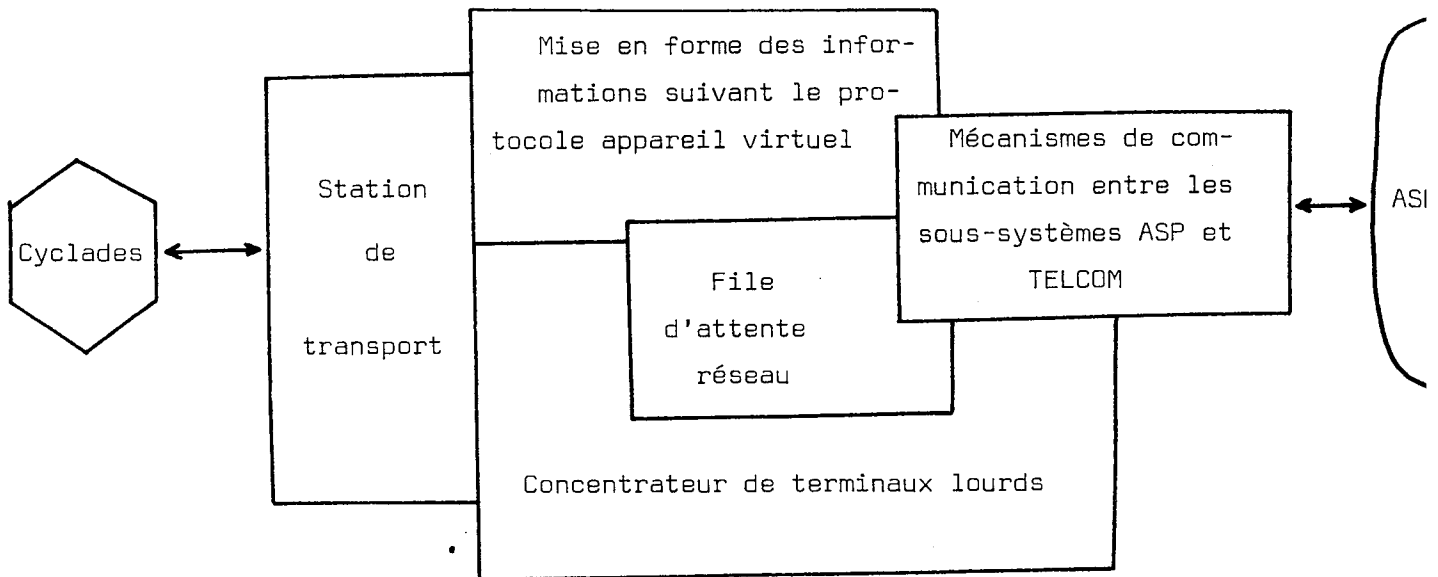 Mise en forme des infor-
mations suivant le pro-
tocole appareil virtuel
Mécanismes de com-
munication entre les
sous-systèmes ASP et
TELCOM
Station
de
transport
Cyclades
File
d'attente
réseau
Concentrateur de terminaux lourds